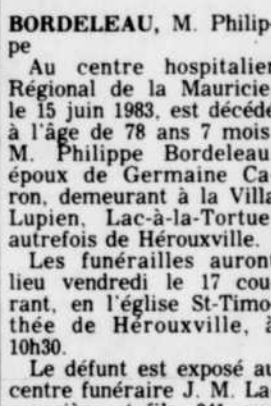 BORDELEAU, M. Philip-
pe
Au centre hospitalier
Régional de la Mauricie,
le 15 juin 1983, est décédé
à l'âge de 78 ans 7 mois,
M. Philippe Bordeleau,
époux de Germaine Ca-
ron, demeurant à la Villa
Lupien, Lac-à-la-Tortue,
autrefois de Hérouxville.
Les funérailles auront
lieu vendredi le 17 cou-
rant, en l'église St-Timo-
thée de Hérouxville, à
10h30.
Le défunt est exposé au
centre funéraire J. M. La-